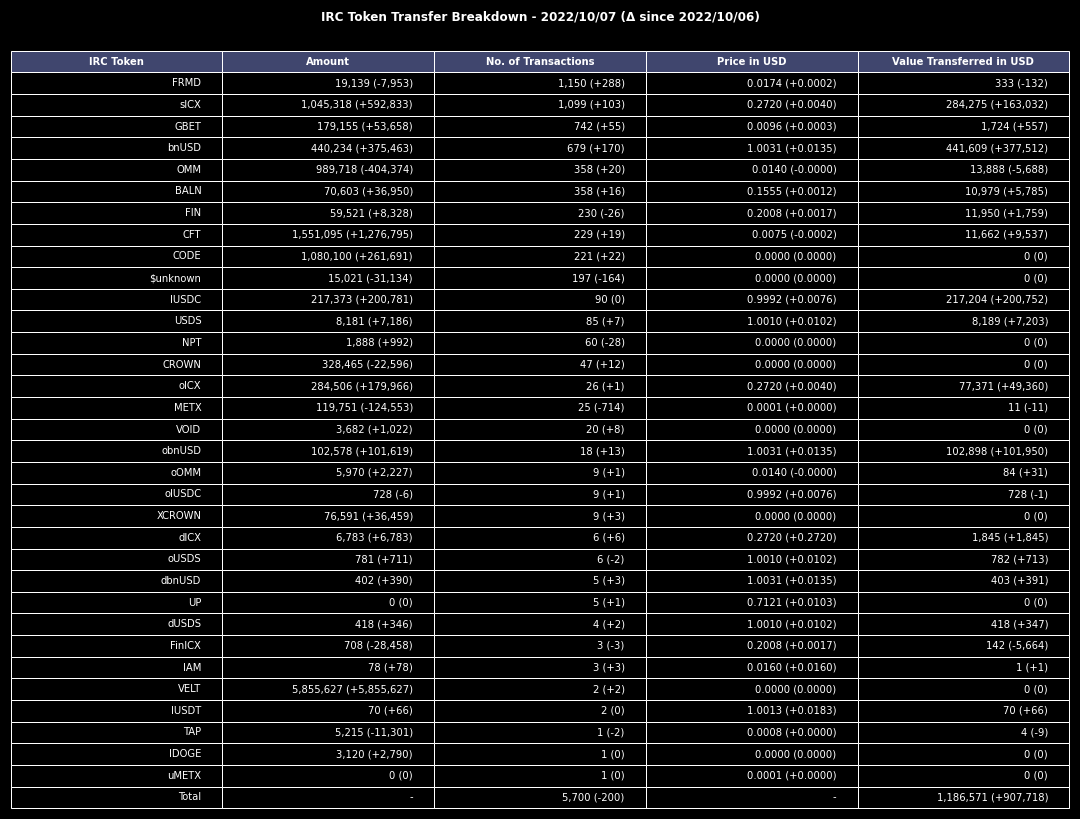 IRC Token Transfer Breakdown - 2022/10/07 (Δ since 2022/10/06)
IRC Token Amount No. of Transactions Price in USD Value Transferred in USD
FRMD 19,139 (-7,953) 1,150 (+288) 0.0174 (+0.0002) 333 (-132)
sICX 1,045,318 (+592,833) 1,099 (+103) 0.2720 (+0.0040) 284,275 (+163,032)
GBET 179,155 (+53,658) 742 (+55) 0.0096 (+0.0003) 1,724 (+557)
bnUSD 440,234 (+375,463) 679 (+170) 1.0031 (+0.0135) 441,609 (+377,512)
OMM 989,718 (-404,374) 358 (+20) 0.0140 (-0.0000) 13,888 (-5,688)
BALN 70,603 (+36,950) 358 (+16) 0.1555 (+0.0012) 10,979 (+5,785)
FIN 59,521 (+8,328) 230 (-26) 0.2008 (+0.0017) 11,950 (+1,759)
CFT 1,551,095 (+1,276,795) 229 (+19) 0.0075 (-0.0002) 11,662 (+9,537)
CODE 1,080,100 (+261,691) 221 (+22) 0.0000 (0.0000) 0 (0)
$unknown 15,021 (-31,134) 197 (-164) 0.0000 (0.0000) 0 (0)
IUSDC 217,373 (+200,781) 90 (0) 0.9992 (+0.0076) 217,204 (+200,752)
USDS 8,181 (+7,186) 85 (+7) 1.0010 (+0.0102) 8,189 (+7,203)
NPT 1,888 (+992) 60 (-28) 0.0000 (0.0000) 0 (0)
CROWN 328,465 (-22,596) 47 (+12) 0.0000 (0.0000) 0 (0)
oICX 284,506 (+179,966) 26 (+1) 0.2720 (+0.0040) 77,371 (+49,360)
METX 119,751 (-124,553) 25 (-714) 0.0001 (+0.0000) 11 (-11)
VOID 3,682 (+1,022) 20 (+8) 0.0000 (0.0000) 0 (0)
obnUSD 102,578 (+101,619) 18 (+13) 1.0031 (+0.0135) 102,898 (+101,950)
oOMM 5,970 (+2,227) 9 (+1) 0.0140 (-0.0000) 84 (+31)
oIUSDC 728 (-6) 9 (+1) 0.9992 (+0.0076) 728 (-1)
XCROWN 76,591 (+36,459) 9 (+3) 0.0000 (0.0000) 0 (0)
dICX 6,783 (+6,783) 6 (+6) 0.2720 (+0.2720) 1,845 (+1,845)
oUSDS 781 (+711) 6 (-2) 1.0010 (+0.0102) 782 (+713)
dbnUSD 402 (+390) 5 (+3) 1.0031 (+0.0135) 403 (+391)
UP 0 (0) 5 (+1) 0.7121 (+0.0103) 0 (0)
dUSDS 418 (+346) 4 (+2) 1.0010 (+0.0102) 418 (+347)
FinICX 708 (-28,458) 3 (-3) 0.2008 (+0.0017) 142 (-5,664)
IAM 78 (+78) 3 (+3) 0.0160 (+0.0160) 1 (+1)
VELT 5,855,627 (+5,855,627) 2 (+2) 0.0000 (0.0000) 0 (0)
IUSDT 70 (+66) 2 (0) 1.0013 (+0.0183) 70 (+66)
TAP 5,215 (-11,301) 1 (-2) 0.0008 (+0.0000) 4 (-9)
IDOGE 3,120 (+2,790) 1 (0) 0.0000 (0.0000) 0 (0)
uMETX 0 (0) 1 (0) 0.0001 (+0.0000) 0 (0)
Total - 5,700 (-200) - 1,186,571 (+907,718)